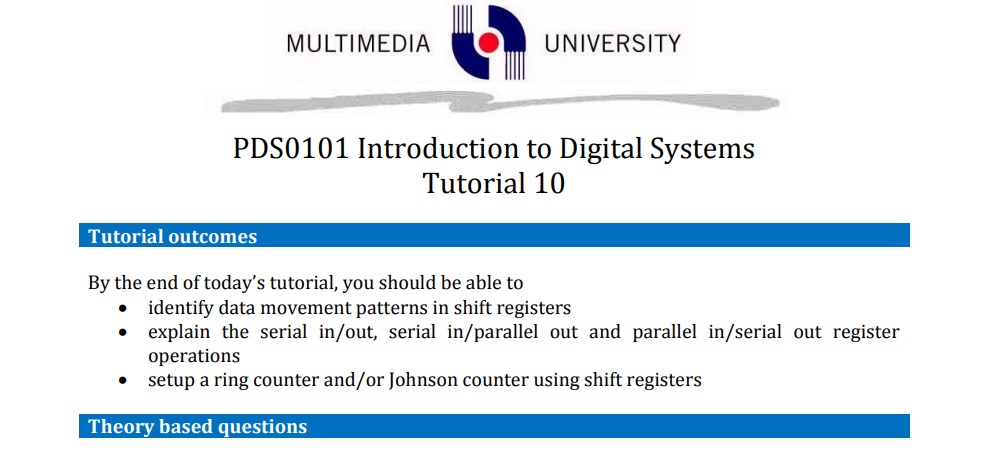 MULTIMEDIA UNIVERSITY
PDS0101 Introduction to Digital Systems
Tutorial 10
Tutorial outcomes
By the end of today's tutorial, you should be able to
• identify data movement patterns in shift registers
• explain the serial in/out, serial in/parallel out and parallel in/serial out register
operations
• setup a ring counter and/or Johnson counter using shift registers
Theory based questions